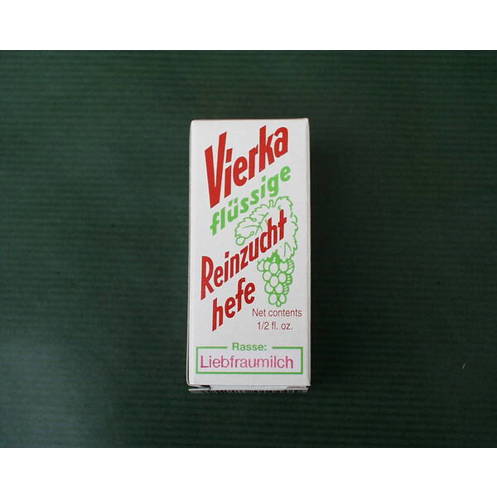 Vierka
flüssige
Reinzucht
hefe
Net contents
1/2 fl. oz.
Rasse:
Liebfraumilch